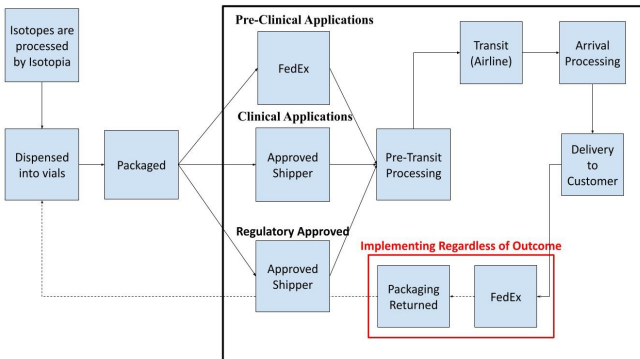 Pre-Clinical Applications
Isotopes are
processed
by Isotopia
FedEx
Transit
(Airline)
Arrival
Processing
Clinical Applications
Dispensed
into vials
Packaged
Approved
Shipper
Pre-Transit
Processing
Delivery
to
Customer
Regulatory Approved
Approved
Shipper
Implementing Regardless of Outcome
Packaging
Returned
FedEx